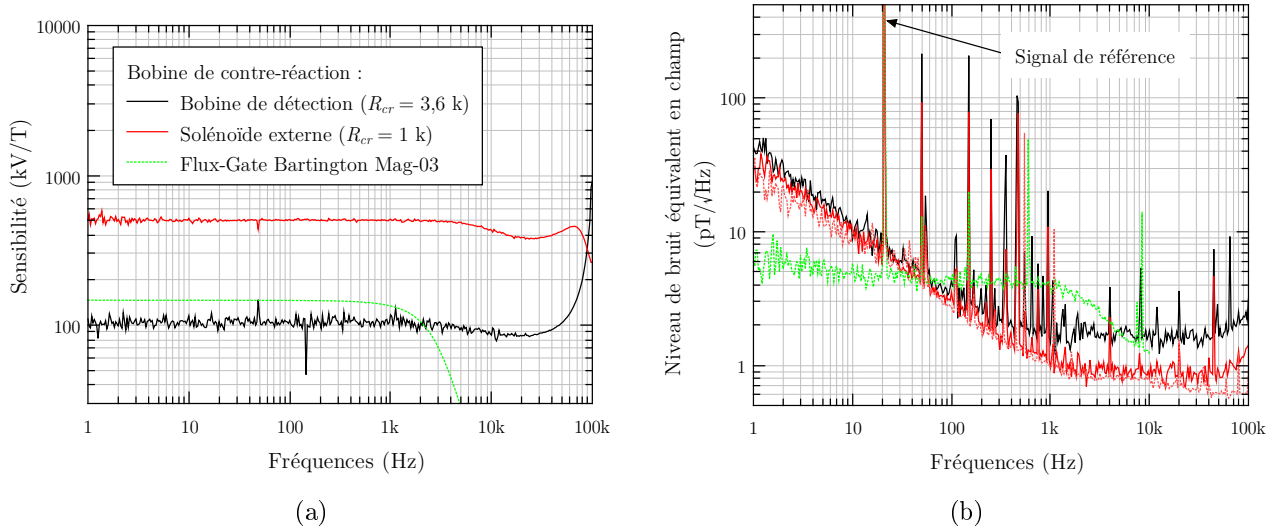 10000
1000
100
Sensibilité (kV/T)
Bobine de contre-réaction :
Bobine de détection (Rcr = 3,6 k)
Solénoïde externe (Rcr = 1 k)
Flux-Gate Bartington Mag-03
1 10 100 1k 10k 100k
Fréquences (Hz)
(a)
Niveau de bruit équivalent en champ
(pT/√Hz)
100
10
1
Signal de référence
1 10 100 1k 10k 100k
Fréquences (Hz)
(b)